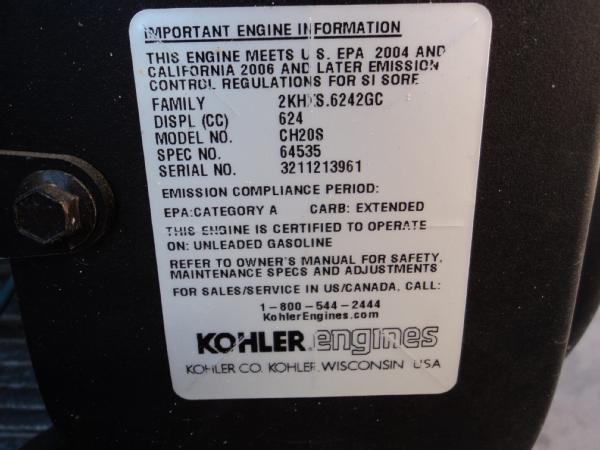 IMPORTANT ENGINE INFORMATION
THIS ENGINE MEETS U.S. EPA 2004 AND
CALIFORNIA 2006 AND LATER EMISSION
CONTROL REGULATIONS FOR SI SORE
FAMILY 2KHXS.6242GC
DISPL (CC) 624
MODEL NO. CH20S
SPEC NO. 64535
SERIAL NO. 3211213961
EMISSION COMPLIANCE PERIOD:
EPA:CATEGORY A CARB: EXTENDED
THIS ENGINE IS CERTIFIED TO OPERATE
ON: UNLEADED GASOLINE
REFER TO OWNER'S MANUAL FOR SAFETY,
MAINTENANCE SPECS AND ADJUSTMENTS
FOR SALES/SERVICE IN US/CANADA, CALL:
1-800-544-2444
KohlerEngines.com
KOHLER engines
KOHLER CO. KOHLER, WISCONSIN USA